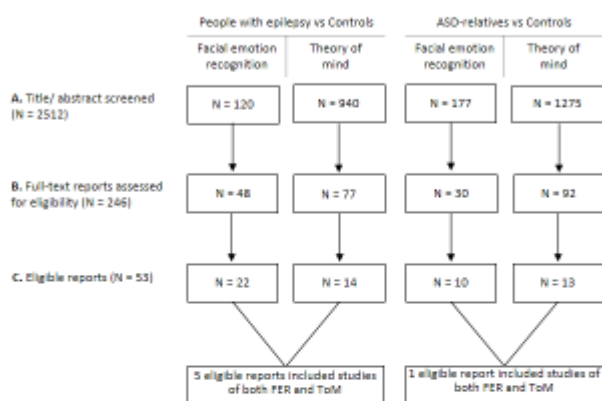 People with epilepsy vs Controls
ASD-relatives vs Controls
Facial emotion
recognition
Theory of
mind
Facial emotion
recognition
Theory of
mind
A. Title/ abstract screened
(N = 2512)
N = 120
N = 940
N = 177
N = 1275
B. Full-text reports assessed
for eligibility (N = 246)
N = 48
N = 77
N = 30
N = 92
C. Eligible reports (N = 53)
N = 22
N = 14
N = 10
N = 13
5 eligible reports included studies
of both FER and ToM
1 eligible report included studies of
both FER and ToM